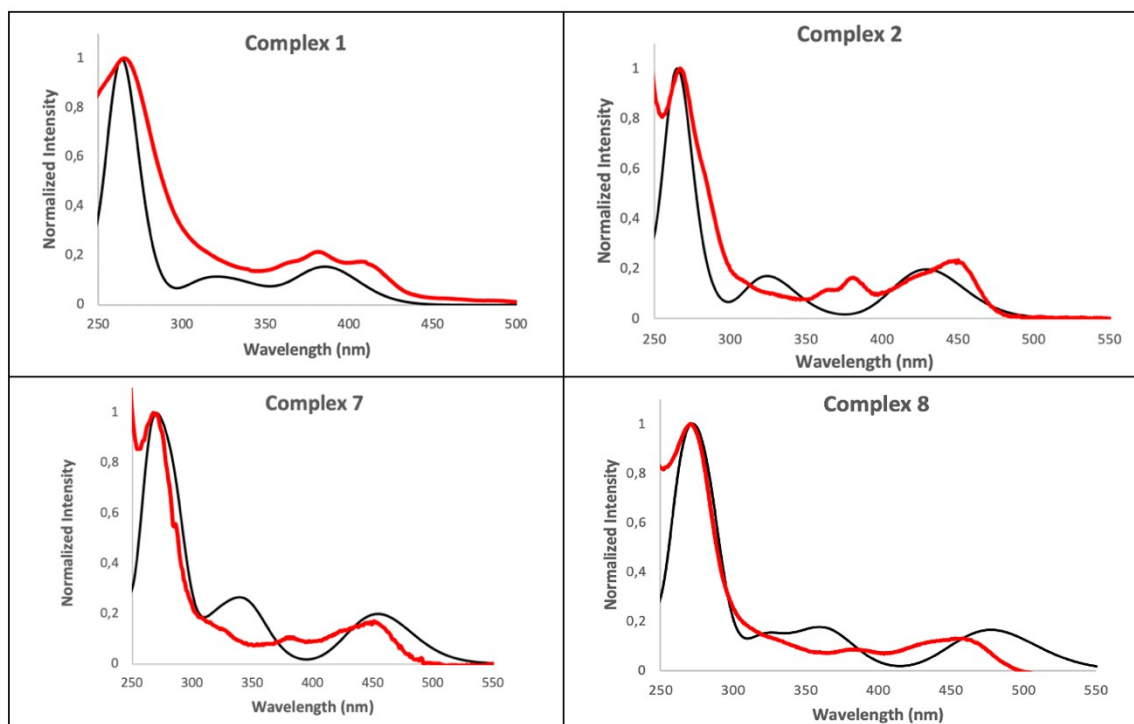 Complex 1
Normalized Intensity
1
0,8
0,6
0,4
0,2
0
250 300 350 400 450 500
Wavelength (nm)
Complex 2
Normalized Intensity
1
0,8
0,6
0,4
0,2
0
250 300 350 400 450 500 550
Wavelength (nm)
Complex 7
Normalized Intensity
1
0,8
0,6
0,4
0,2
0
250 300 350 400 450 500 550
Wavelength (nm)
Complex 8
Normalized Intensity
1
0,8
0,6
0,4
0,2
0
250 300 350 400 450 500 550
Wavelength (nm)